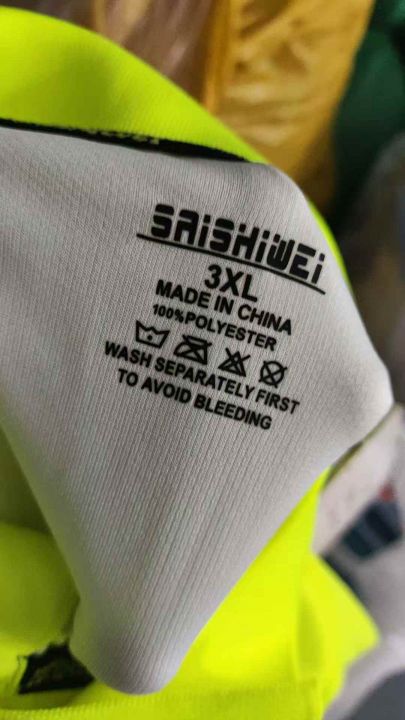 SAISHIWEI
3XL
MADE IN CHINA
100%POLYESTER
WASH SEPARATELY FIRST
TO AVOID BLEEDING